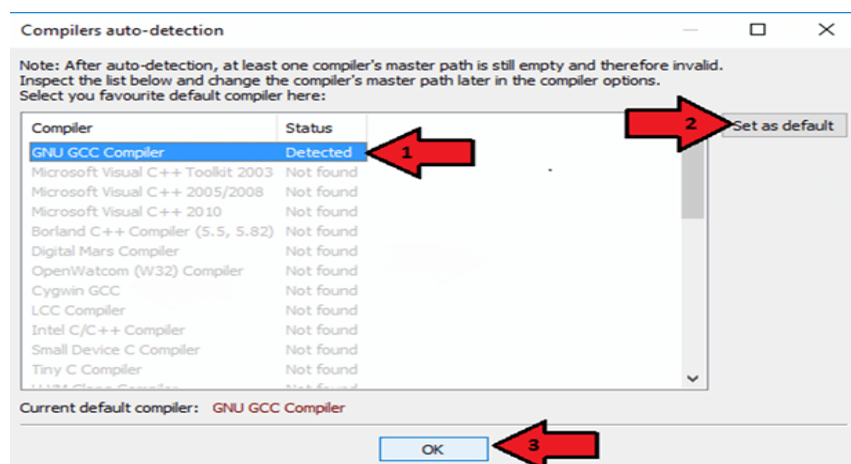 Compilers auto-detection
Note: After auto-detection, at least one compiler's master path is still empty and therefore invalid.
Inspect the list below and change the compiler's master path later in the compiler options.
Select you favourite default compiler here:
Compiler Status
GNU GCC Compiler Detected
Microsoft Visual C++ Toolkit 2003 Not found
Microsoft Visual C++ 2005/2008 Not found
Microsoft Visual C++ 2010 Not found
Borland C++ Compiler (5.5, 5.82) Not found
Digital Mars Compiler Not found
OpenWatcom (W32) Compiler Not found
Cygwin GCC Not found
LCC Compiler Not found
Intel C/C++ Compiler Not found
Small Device C Compiler Not found
Tiny C Compiler Not found
1
2
Set as default
Current default compiler: GNU GCC Compiler
OK
3